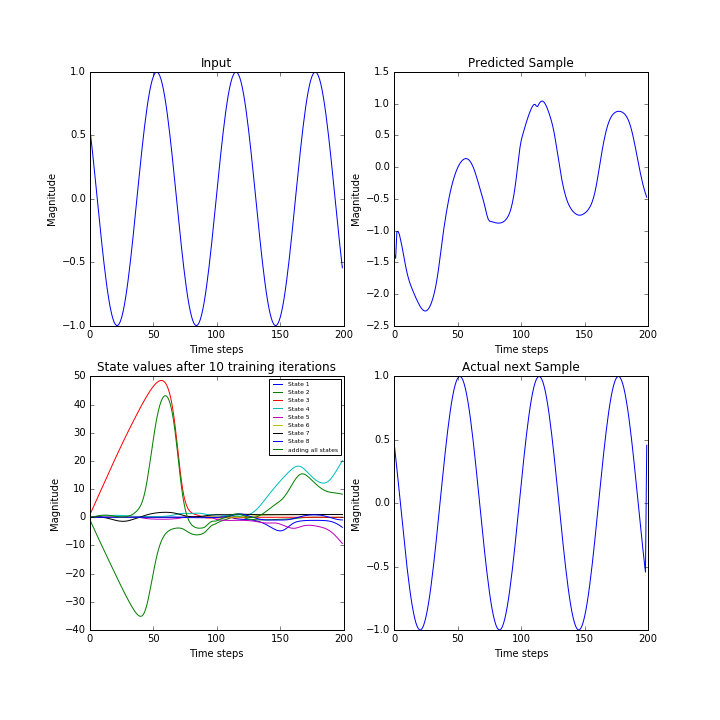 Input
1.0
0.5
0.0
−0.5
−1.0
Magnitude
0 50 100 150 200
Time steps
Predicted Sample
1.5
1.0
0.5
0.0
−0.5
−1.0
−1.5
−2.0
−2.5
Magnitude
0 50 100 150 200
Time steps
State values after 10 training iterations
50
40
30
20
10
0
−10
−20
−30
−40
Magnitude
State 1
State 2
State 3
State 4
State 5
State 6
State 7
State 8
adding all states
0 50 100 150 200
Time steps
Actual next Sample
1.0
0.5
0.0
−0.5
−1.0
Magnitude
0 50 100 150 200
Time steps